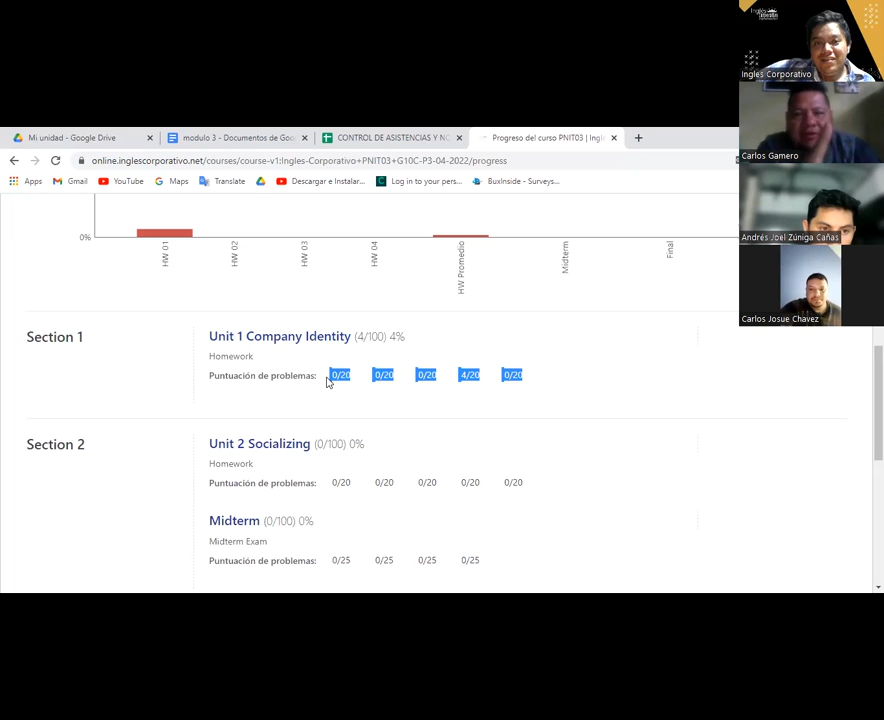 Inglés
Ingles Corporativo
Carlos Gamero
Andrés Joel Zúniga Cañas
Carlos Josue Chavez
Mi unidad - Google Drive
modulo 3 - Documentos de Goo
CONTROL DE ASISTENCIAS Y NO
Progreso del curso PNIT03 | Ingl
online.inglescorporativo.net/courses/course-v1:Ingles-Corporativo+PNIT03+G10C-P3-04-2022/progress
Apps Gmail YouTube Maps Translate Descargar e Instalar... Log in to your pers... BuxInside - Surveys...
0%
HW 01
HW 02
HW 03
HW 04
HW Promedio
Midterm
Final
Section 1
Unit 1 Company Identity (4/100) 4%
Homework
Puntuación de problemas: 0/20 0/20 0/20 4/20 0/20
Section 2
Unit 2 Socializing (0/100) 0%
Homework
Puntuación de problemas: 0/20 0/20 0/20 0/20 0/20
Midterm (0/100) 0%
Midterm Exam
Puntuación de problemas: 0/25 0/25 0/25 0/25